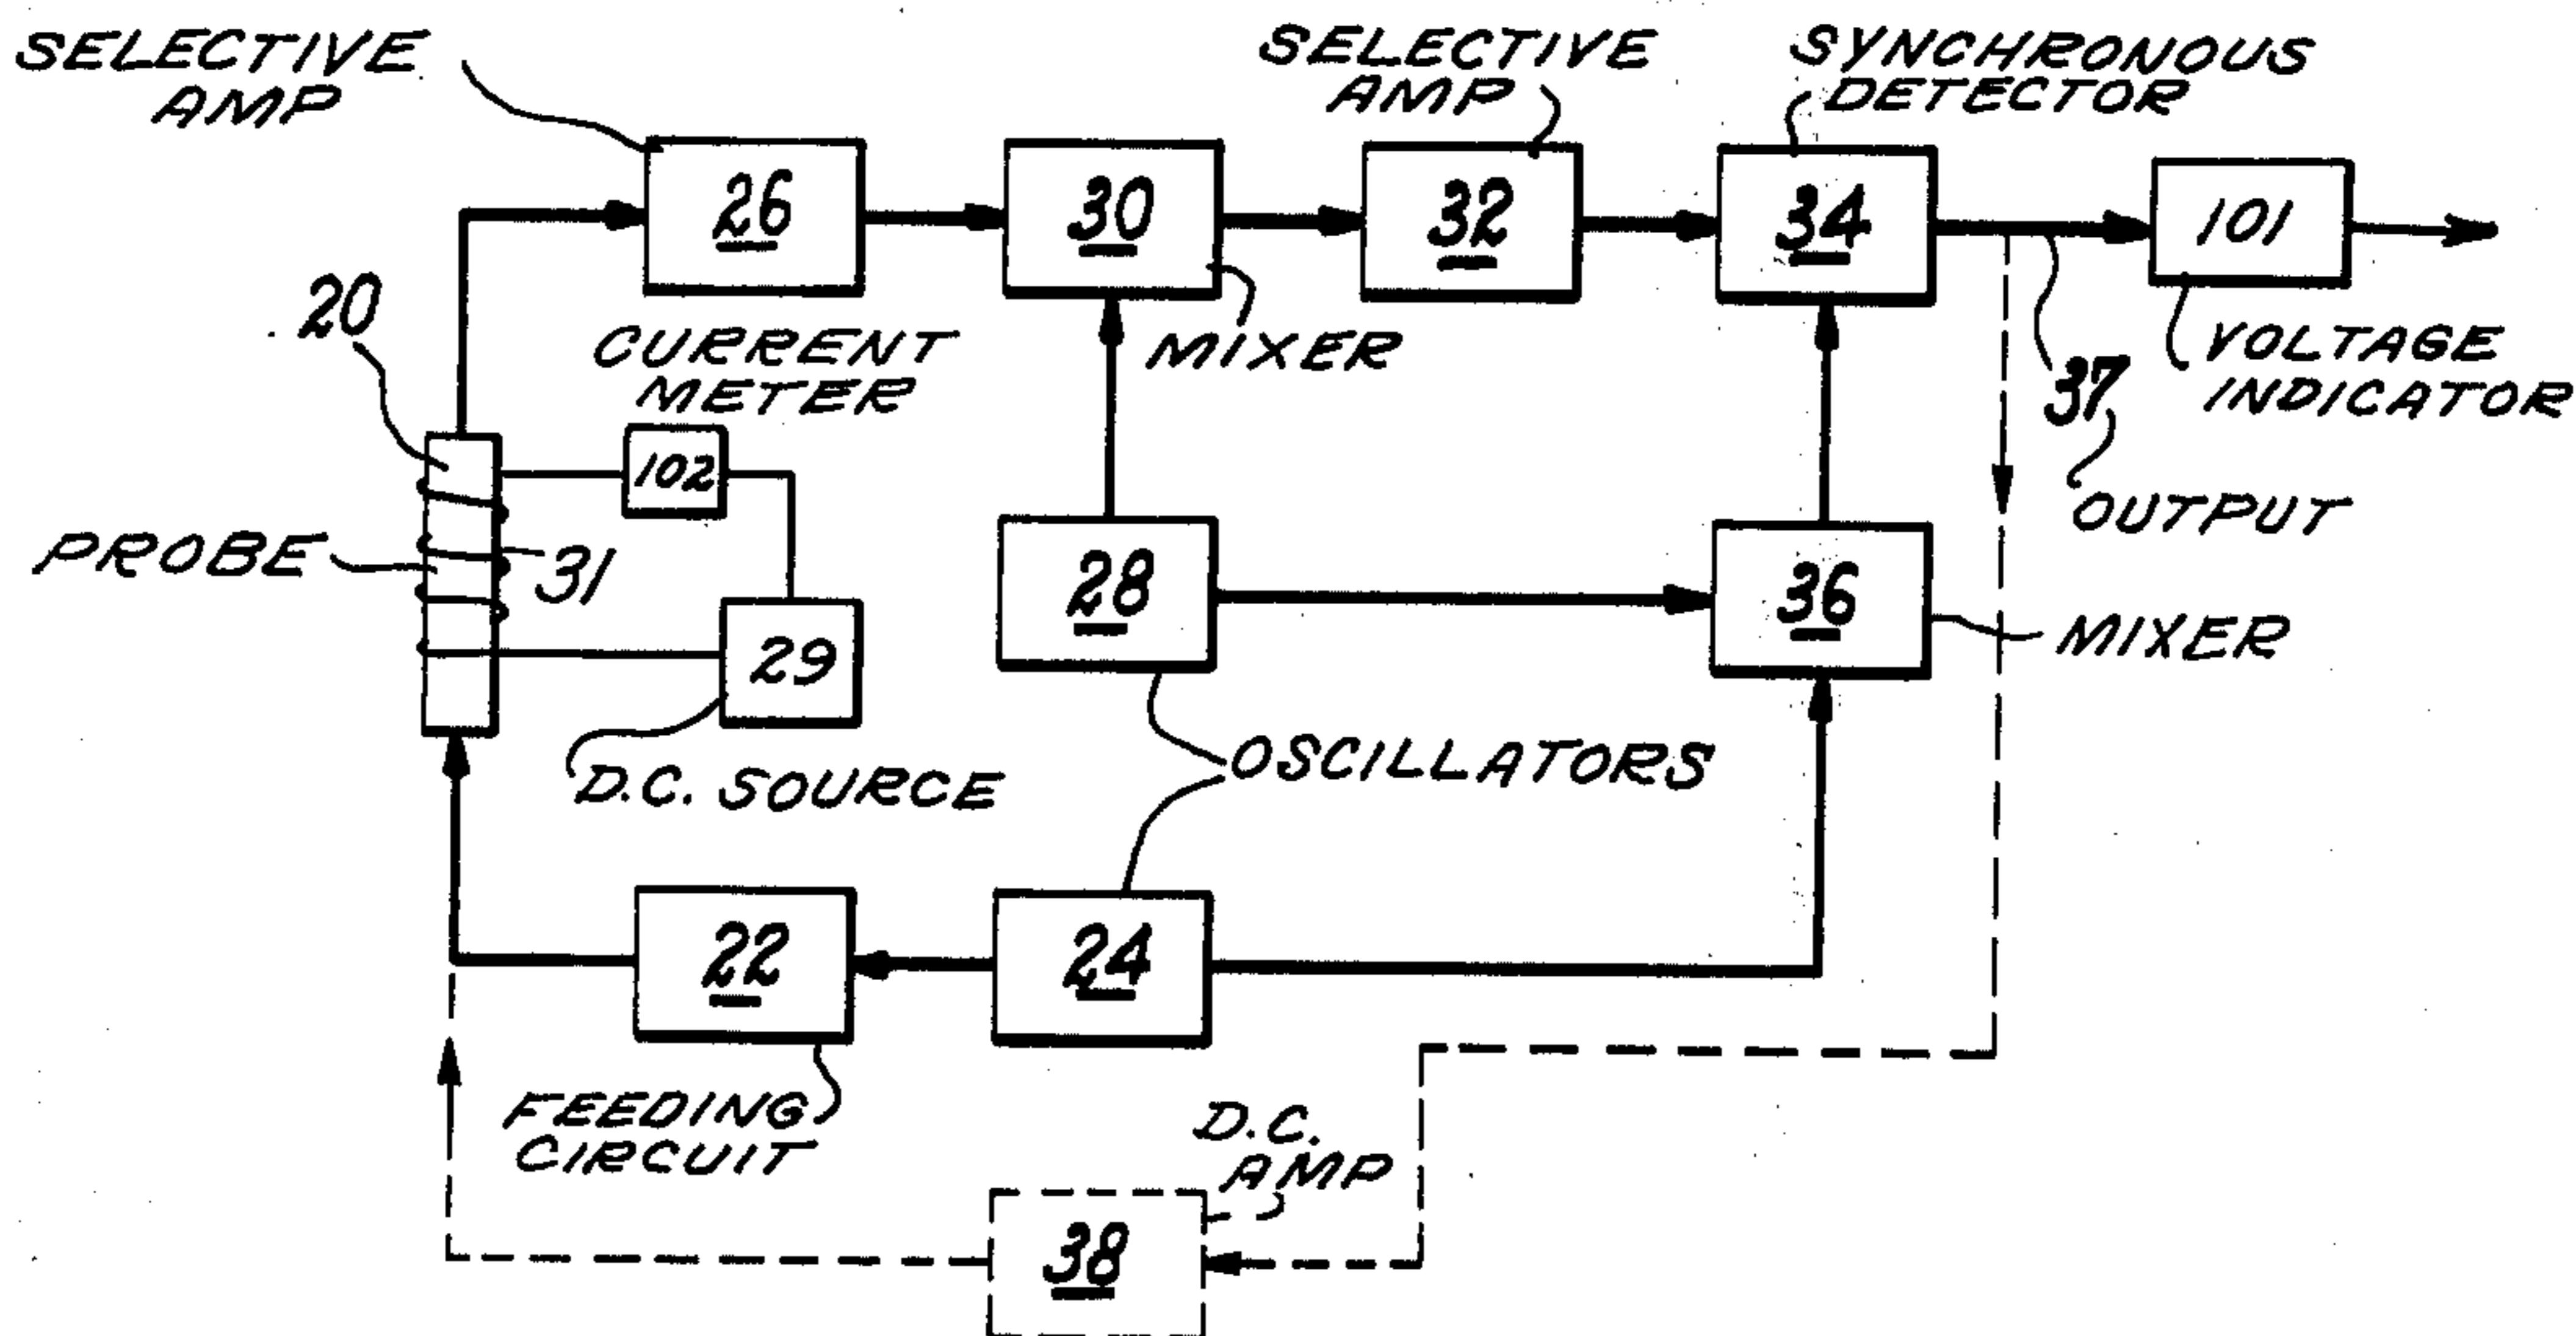 SELECTIVE
AMP
SELECTIVE
AMP
SYNCHRONOUS
DETECTOR
26
30
32
34
101
20
CURRENT
METER
MIXER
VOLTAGE
INDICATOR
37
OUTPUT
102
PROBE
31
28
36
29
MIXER
D.C. SOURCE
OSCILLATORS
22
24
FEEDING
CIRCUIT
D.C.
AMP
38